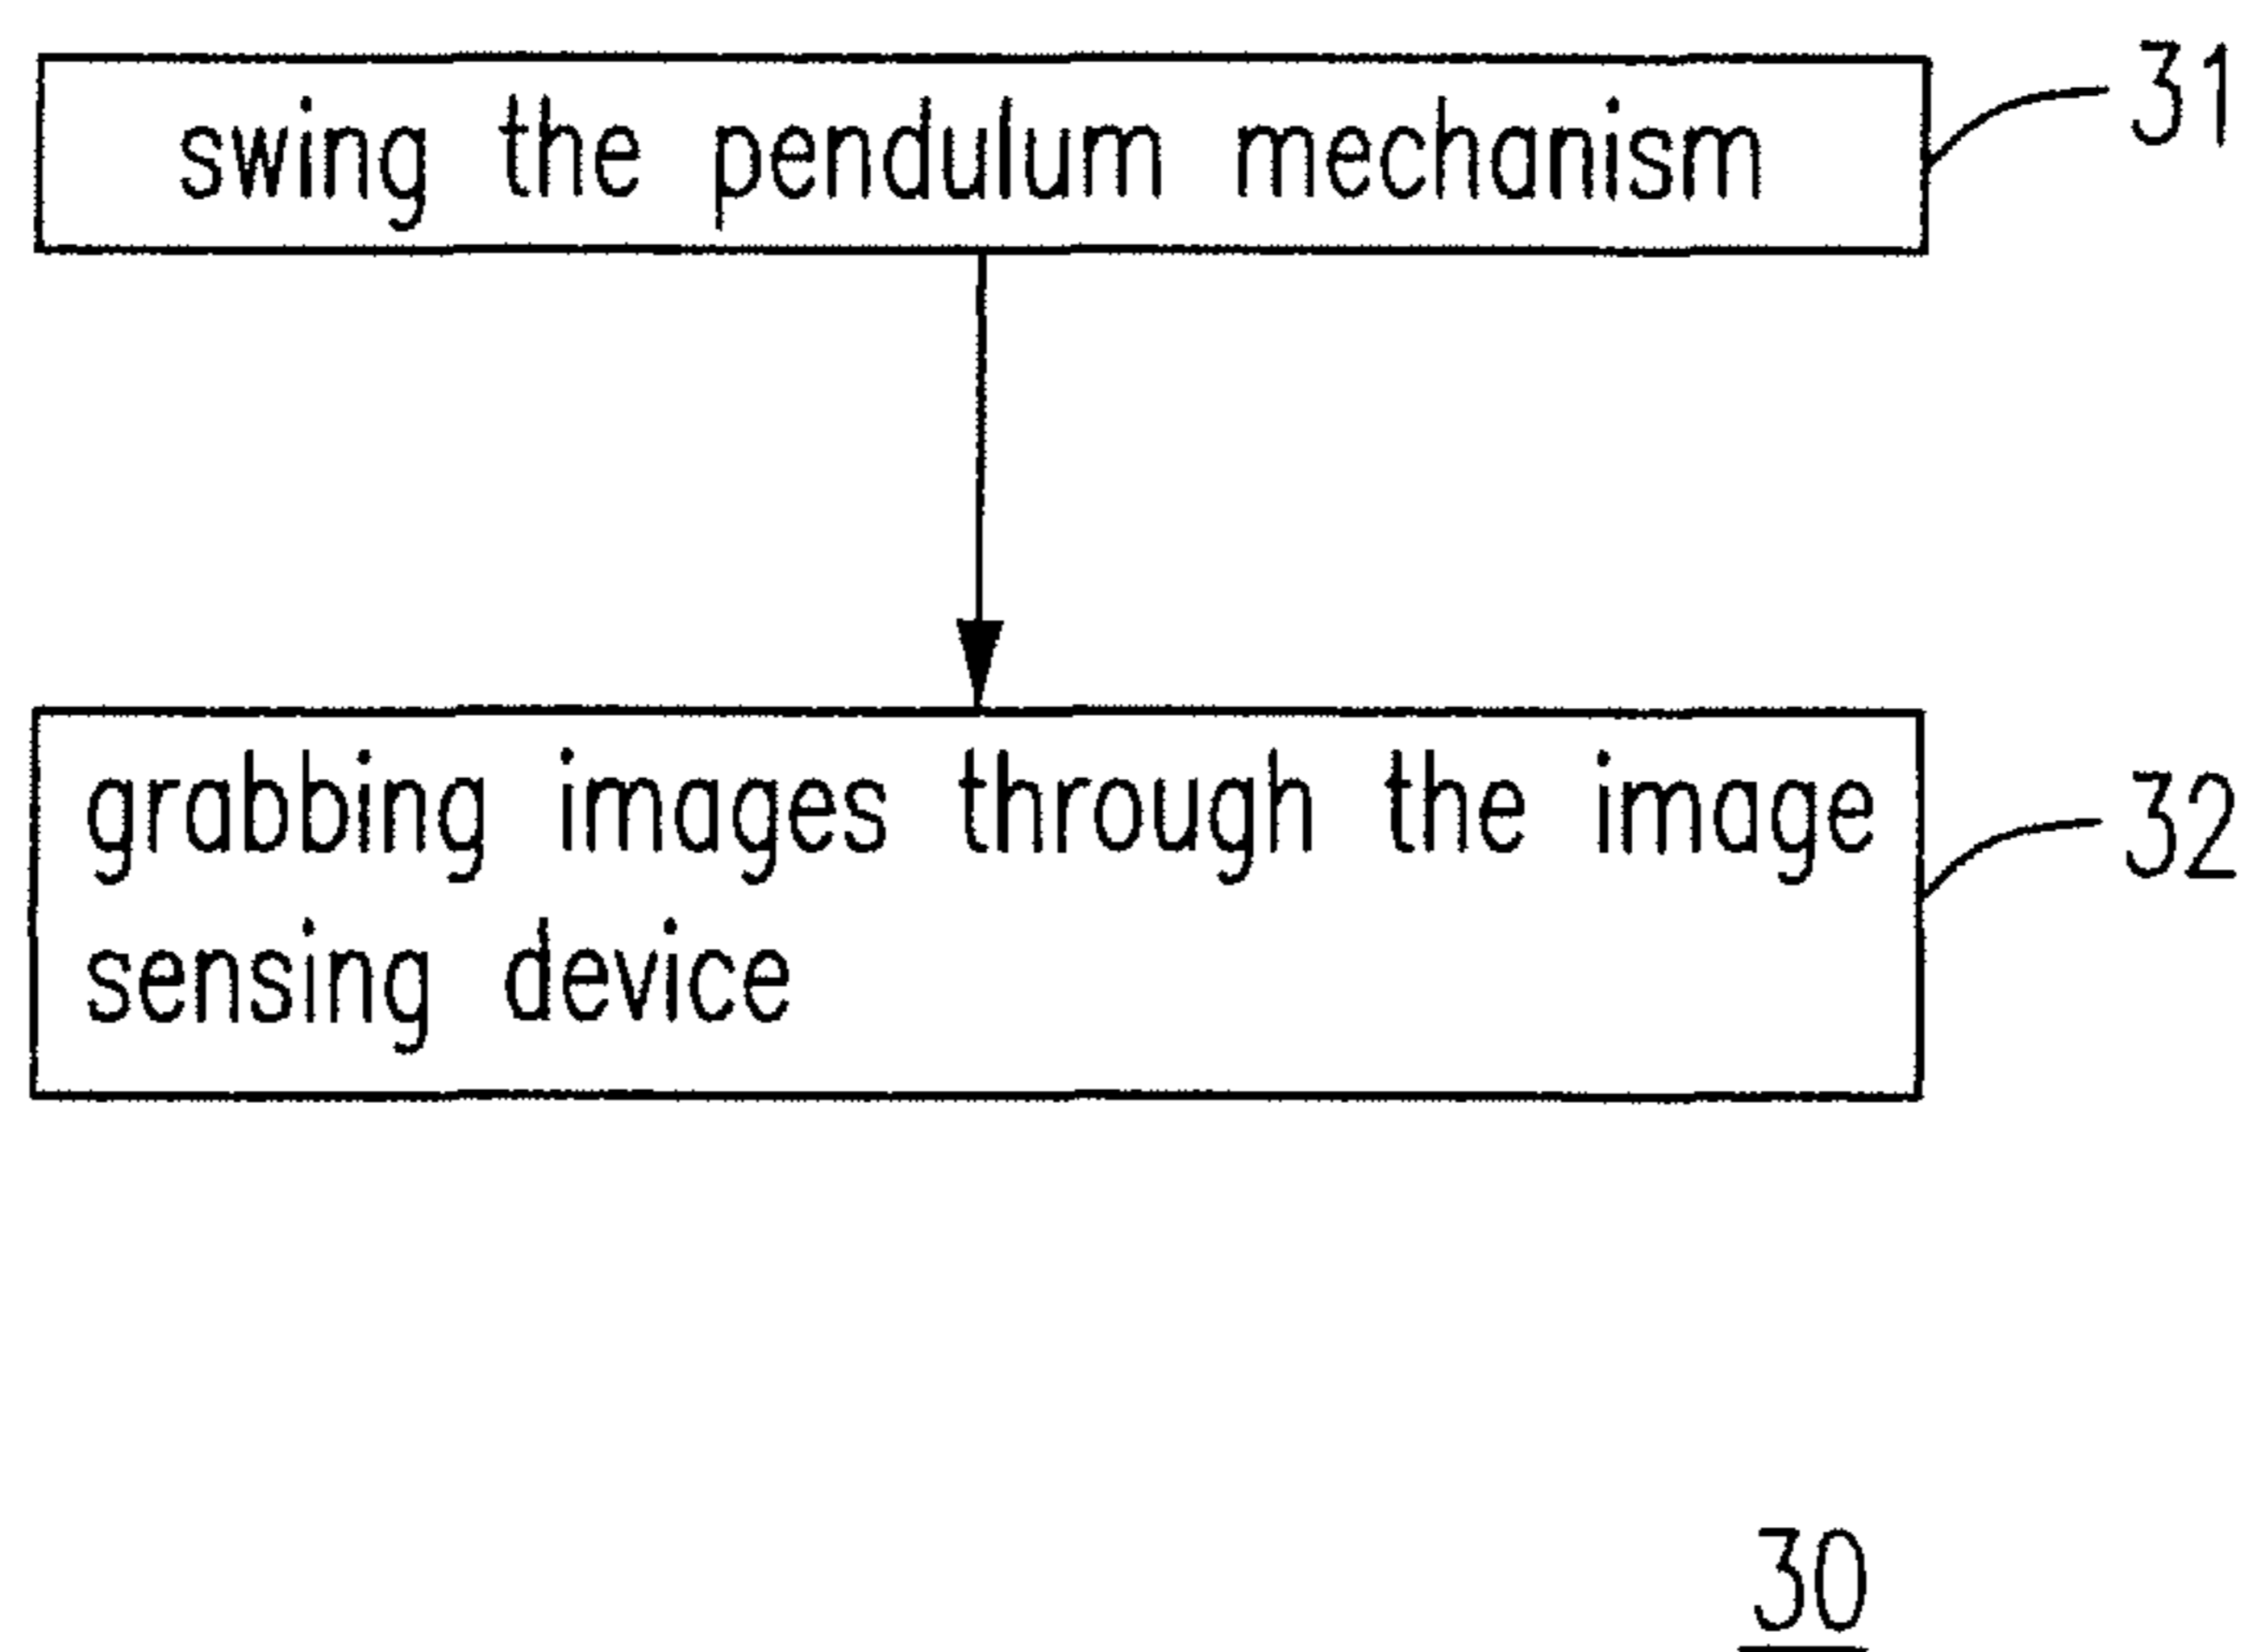 swing the pendulum mechanism
31
grabbing images through the image
sensing device
32
30